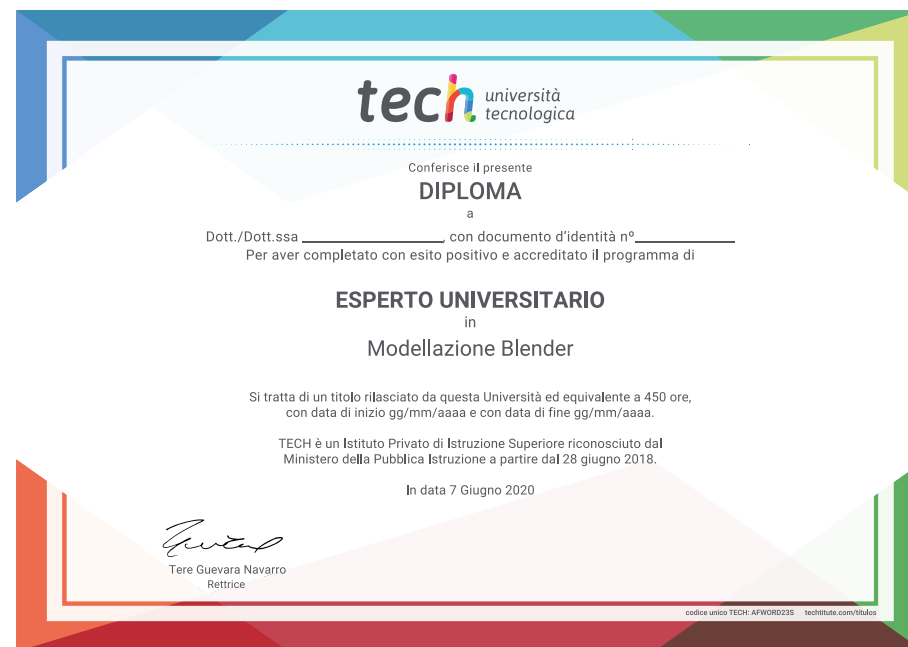 tech università
tecnologica
Conferisce il presente
DIPLOMA
a
Dott./Dott.ssa ____________________, con documento d'identità nº______________
Per aver completato con esito positivo e accreditato il programma di
ESPERTO UNIVERSITARIO
in
Modellazione Blender
Si tratta di un titolo rilasciato da questa Università ed equivalente a 450 ore,
con data di inizio gg/mm/aaaa e con data di fine gg/mm/aaaa.
TECH è un Istituto Privato di Istruzione Superiore riconosciuto dal
Ministero della Pubblica Istruzione a partire dal 28 giugno 2018.
In data 7 Giugno 2020
Tere Guevara Navarro
Rettrice
codice unico TECH: AFWORD23S techtitute.com/títulos